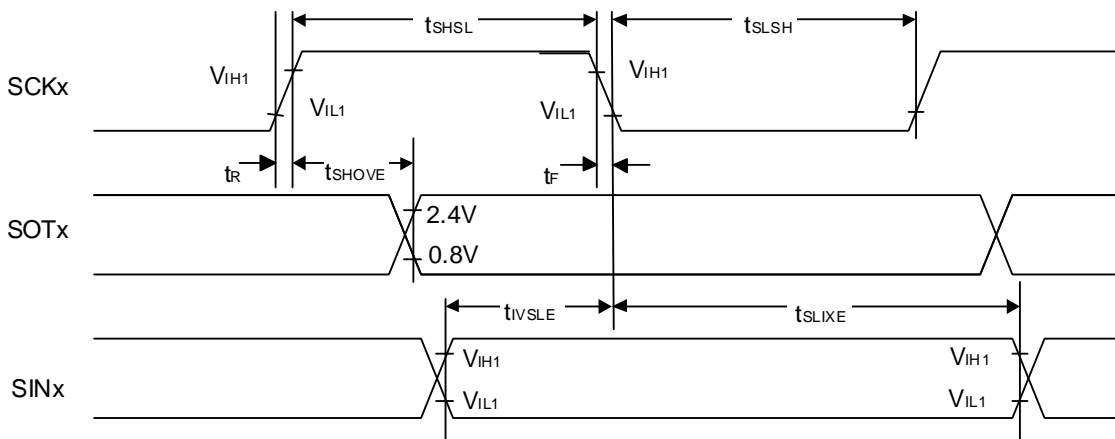 tSHSL
tSLSH
SCKx
VIH1
VIL1
VIL1
VIH1
tR
tSHOVE
tF
SOTx
2.4V
0.8V
tIVSLE
tSLIXE
SINx
VIH1
VIH1
VIL1
VIL1